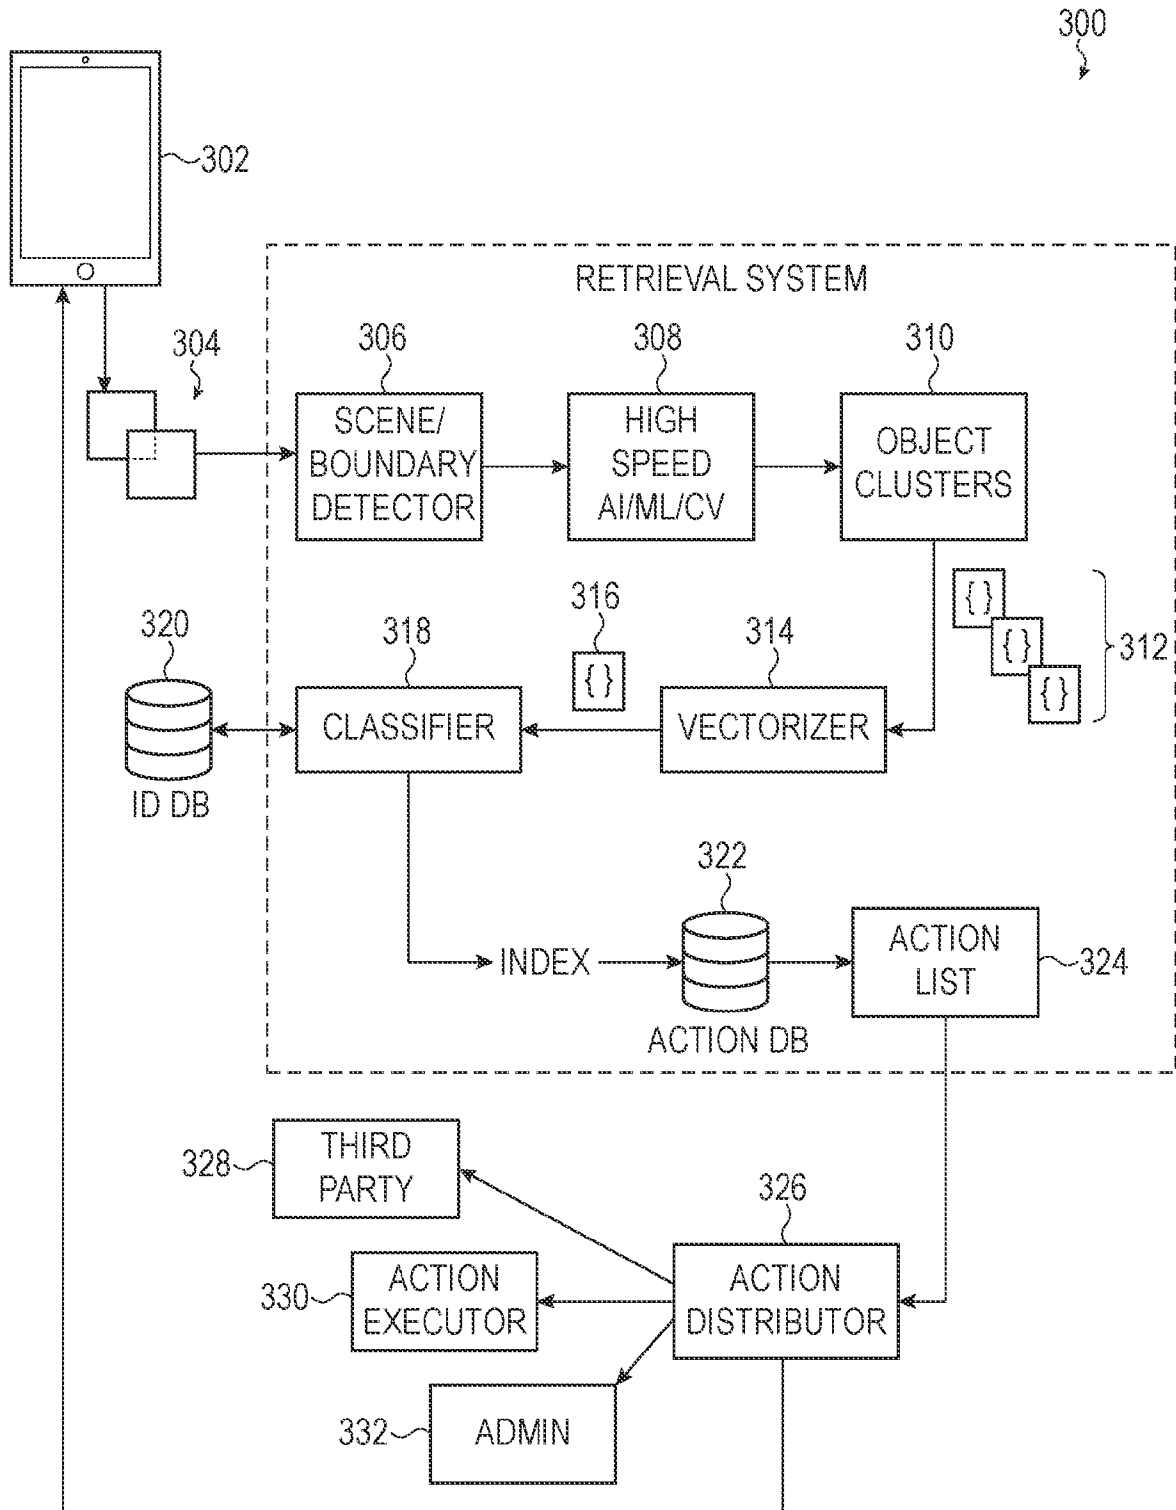 300
302
RETRIEVAL SYSTEM
304
306
308
310
SCENE/
BOUNDARY
DETECTOR
HIGH
SPEED
AI/ML/CV
OBJECT
CLUSTERS
{ }
{ }
{ }
312
316
{ }
320
318
314
CLASSIFIER
VECTORIZER
ID DB
322
INDEX
ACTION DB
ACTION
LIST
324
328
THIRD
PARTY
326
330
ACTION
EXECUTOR
ACTION
DISTRIBUTOR
332
ADMIN